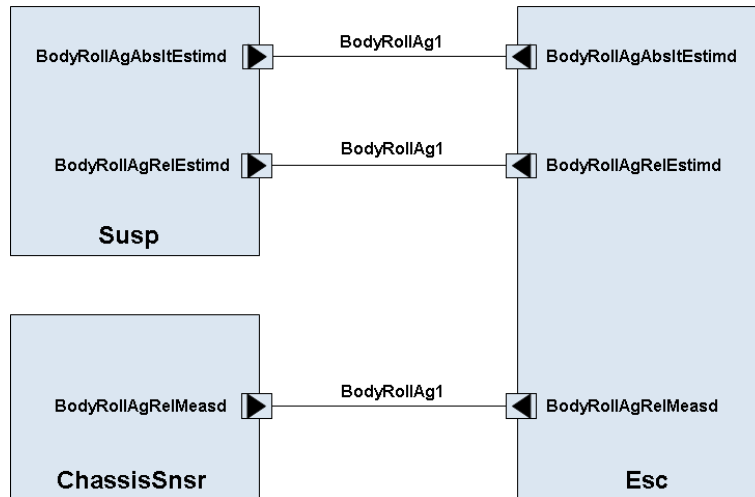 BodyRollAg1
BodyRollAgAbsltEstimd
BodyRollAgAbsltEstimd
BodyRollAg1
BodyRollAgRelEstimd
BodyRollAgRelEstimd
Susp
BodyRollAg1
BodyRollAgRelMeasd
BodyRollAgRelMeasd
ChassisSnsr
Esc